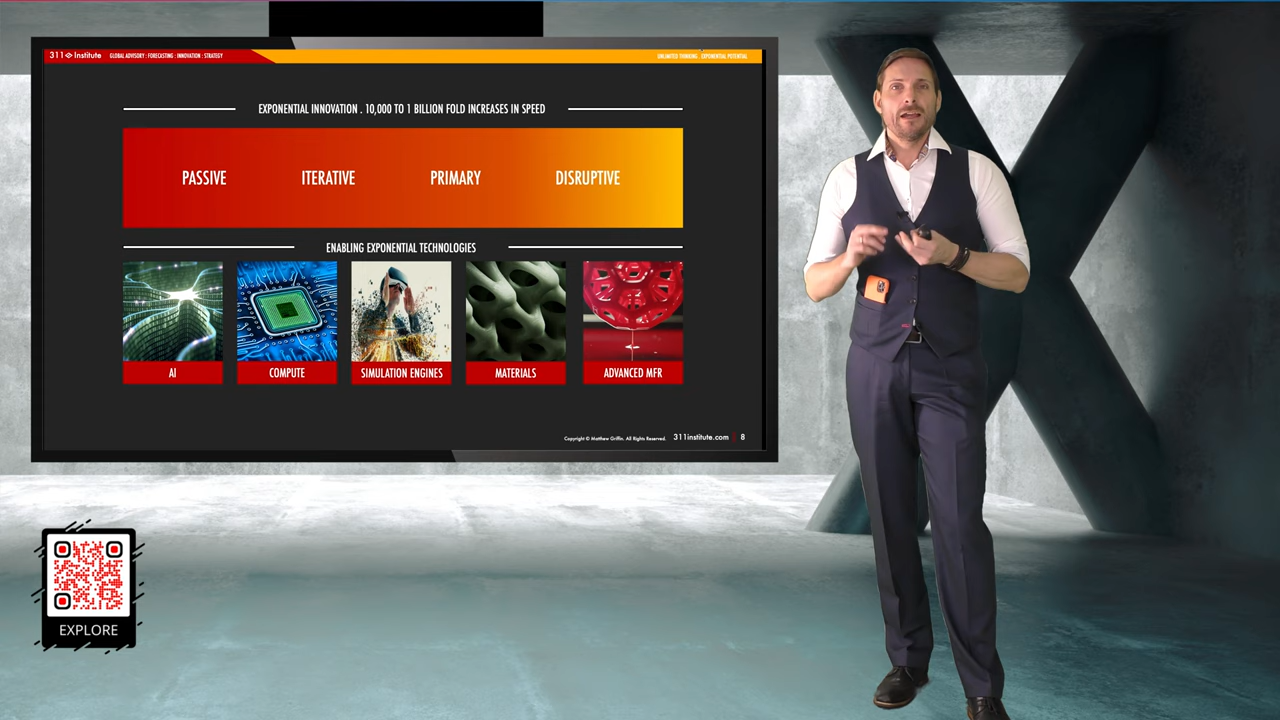 311 Institute GLOBAL ADVISORY : FORECASTING : INNOVATION : STRATEGY
UNLIMITED THINKING . EXPONENTIAL POTENTIAL
EXPONENTIAL INNOVATION . 10,000 TO 1 BILLION FOLD INCREASES IN SPEED
PASSIVE ITERATIVE PRIMARY DISRUPTIVE
ENABLING EXPONENTIAL TECHNOLOGIES
AI COMPUTE SIMULATION ENGINES MATERIALS ADVANCED MFR
Copyright © Matthew Griffin. All Rights Reserved. 311institute.com | 8
EXPLORE